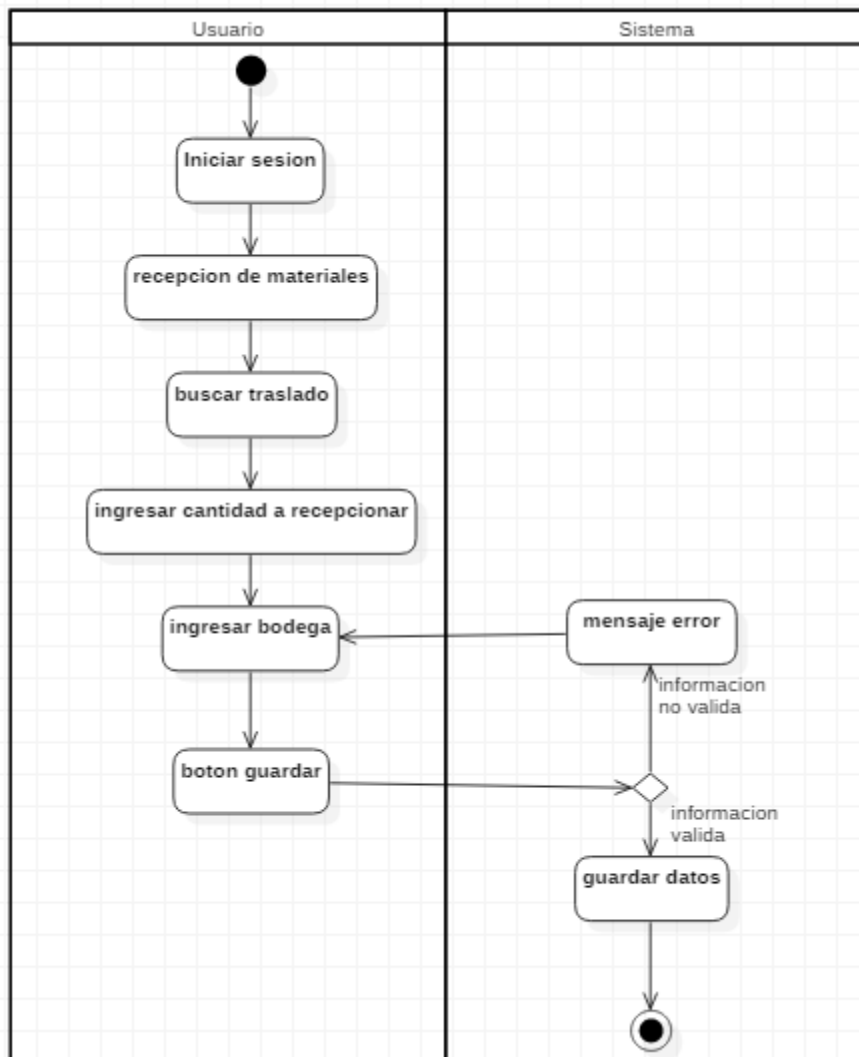 Usuario
Sistema
Iniciar sesion
recepcion de materiales
buscar traslado
ingresar cantidad a recepcionar
ingresar bodega
mensaje error
informacion
no valida
boton guardar
informacion
valida
guardar datos